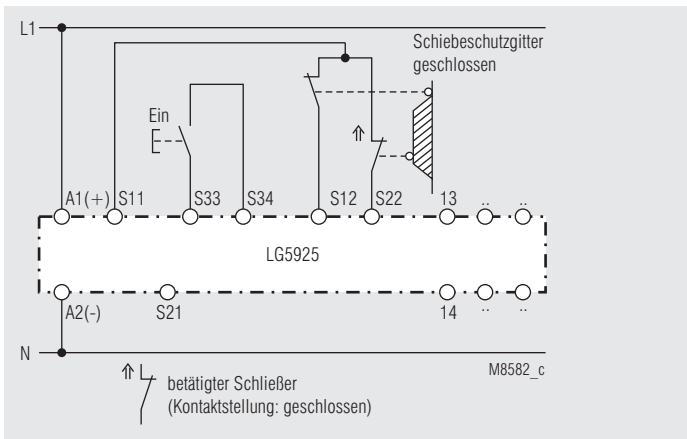 L1
Schiebeschutzgitter
geschlossen
Ein
A1(+) S11 S33 S34 S12 S22 13 .. ..
LG5925
A2(-) S21 14 .. ..
N
M8582_c
betätigter Schließer
(Kontaktstellung: geschlossen)